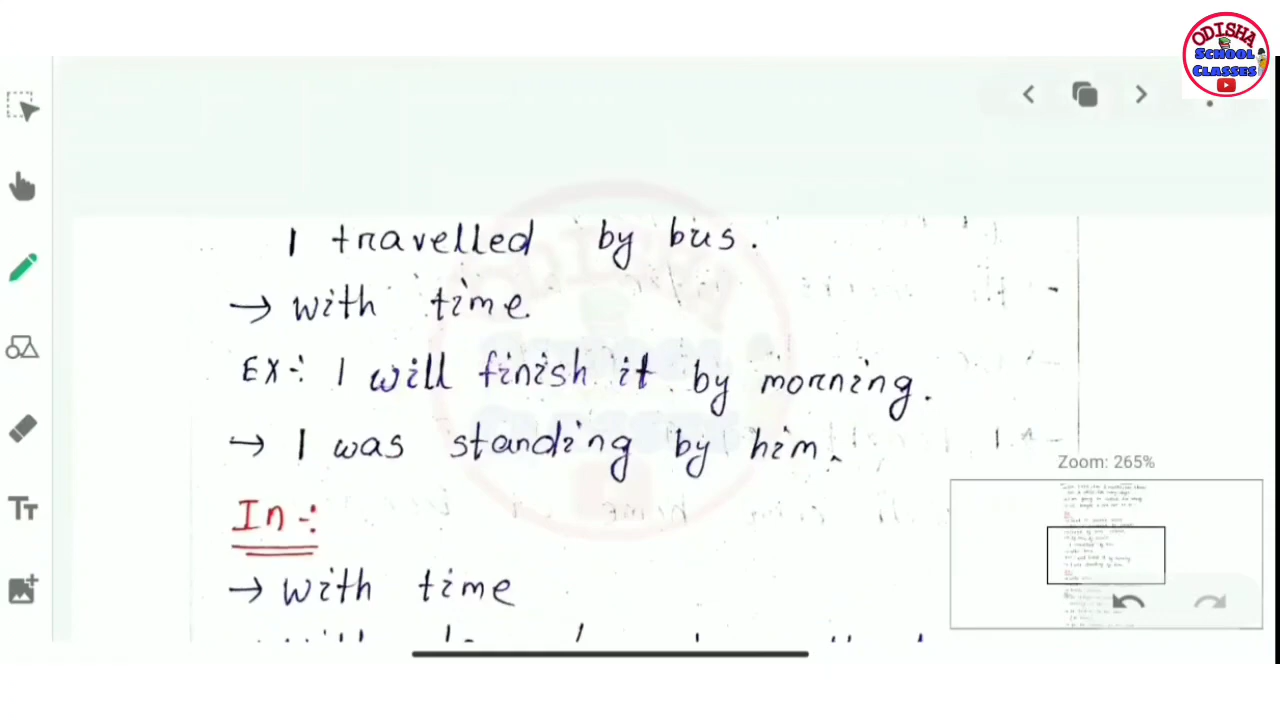 ODISHA
SCHOOL
CLASSES
I travelled by bus.
→ with time.
EX-: I will finish it by morning.
→ I was standing by him.
In -:
→ with time
Zoom: 265%
TT